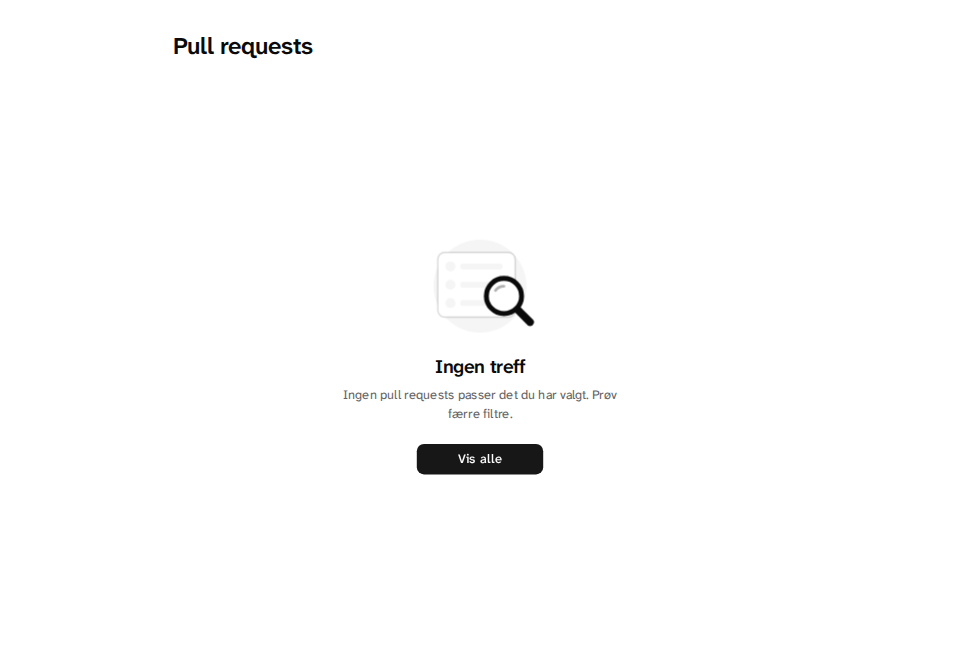 Pull requests
Ingen treff
Ingen pull requests passer det du har valgt. Prøv
færre filtre.
Vis alle